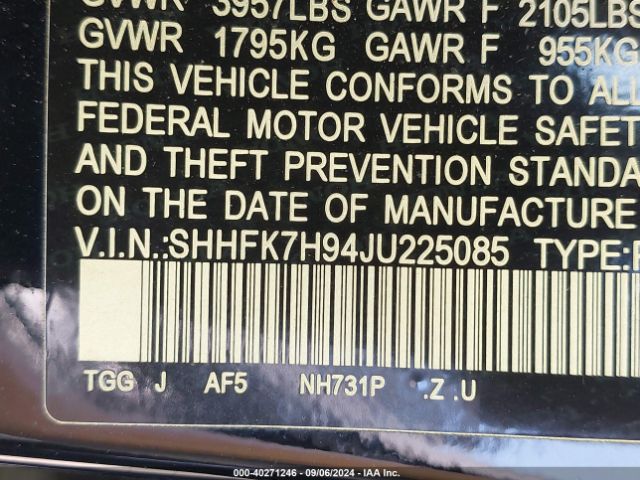 GVWR 3957LBS GAWR F 2105LBS
GVWR 1795KG GAWR F 955KG
THIS VEHICLE CONFORMS TO ALL
FEDERAL MOTOR VEHICLE SAFET
AND THEFT PREVENTION STANDA
ON THE DATE OF MANUFACTURE
V.I.N.:SHHFK7H94JU225085 TYPE:
TGG J AF5 NH731P .Z .U
000-40271246 | 09/06/2024 | IAA Inc.